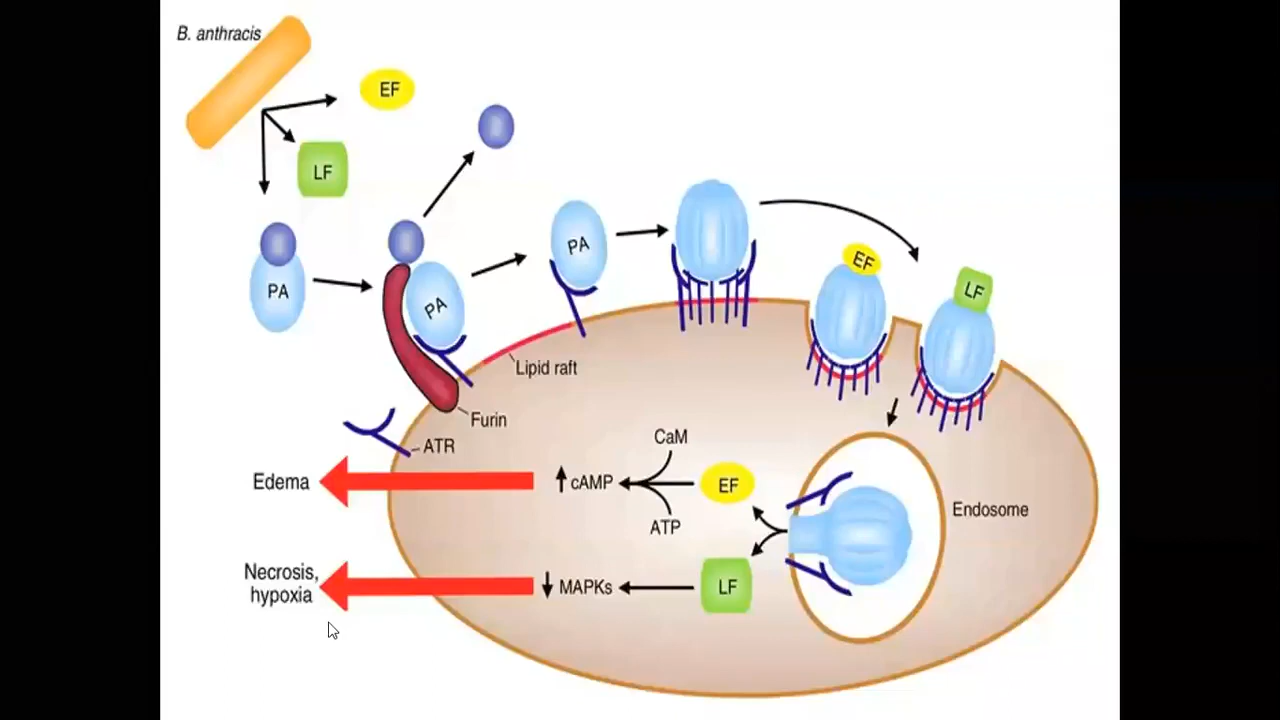 B. anthracis
EF
LF
PA
PA
PA
EF
LF
Lipid raft
Furin
ATR
CaM
Edema
cAMP
EF
ATP
Endosome
Necrosis,
hypoxia
MAPKs
LF